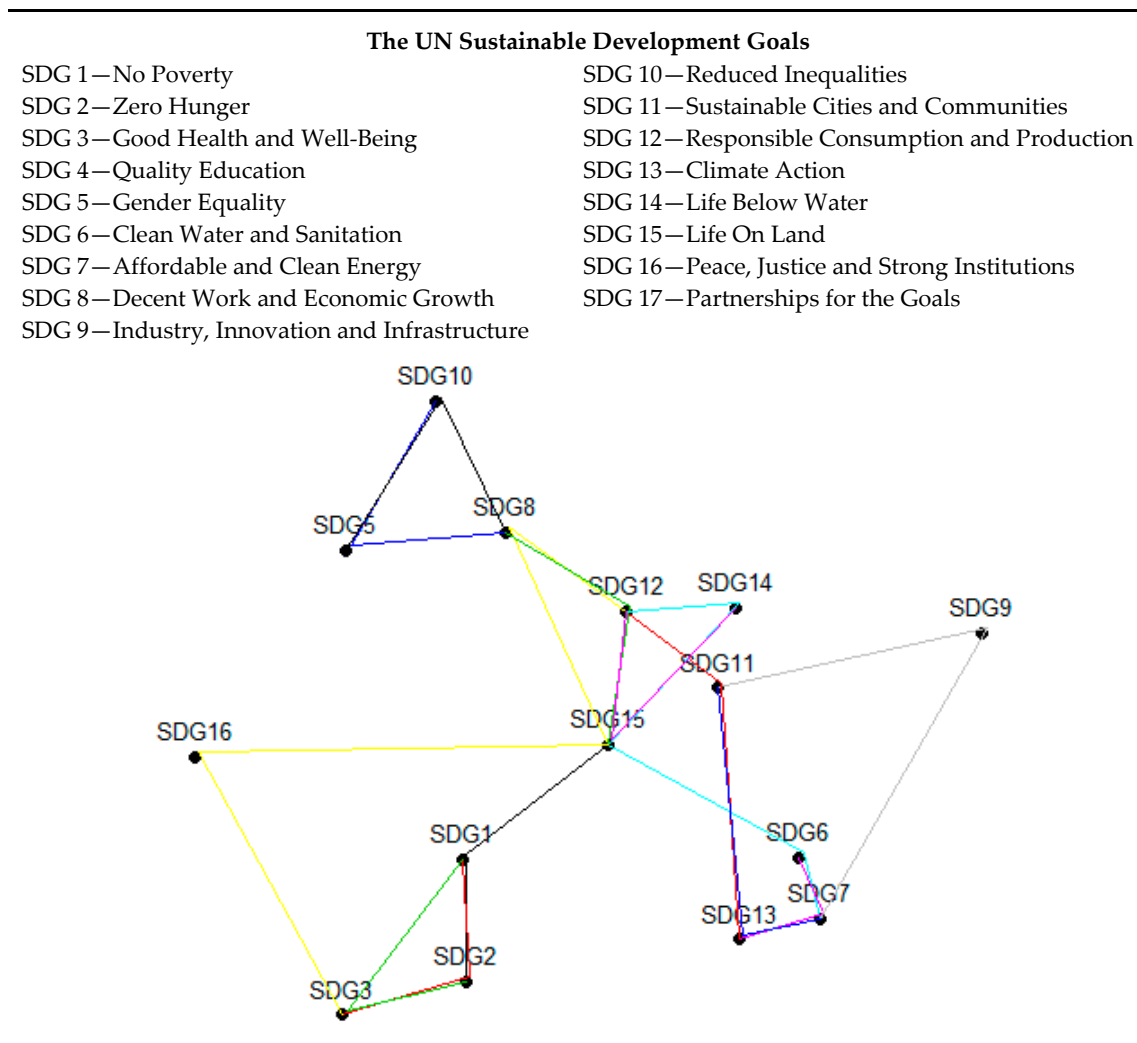 The UN Sustainable Development Goals
SDG 1—No Poverty
SDG 2—Zero Hunger
SDG 3—Good Health and Well-Being
SDG 4—Quality Education
SDG 5—Gender Equality
SDG 6—Clean Water and Sanitation
SDG 7—Affordable and Clean Energy
SDG 8—Decent Work and Economic Growth
SDG 9—Industry, Innovation and Infrastructure
SDG 10—Reduced Inequalities
SDG 11—Sustainable Cities and Communities
SDG 12—Responsible Consumption and Production
SDG 13—Climate Action
SDG 14—Life Below Water
SDG 15—Life On Land
SDG 16—Peace, Justice and Strong Institutions
SDG 17—Partnerships for the Goals
SDG10
SDG8
SDG5
SDG12
SDG14
SDG9
SDG11
SDG15
SDG16
SDG1
SDG6
SDG7
SDG13
SDG2
SDG3